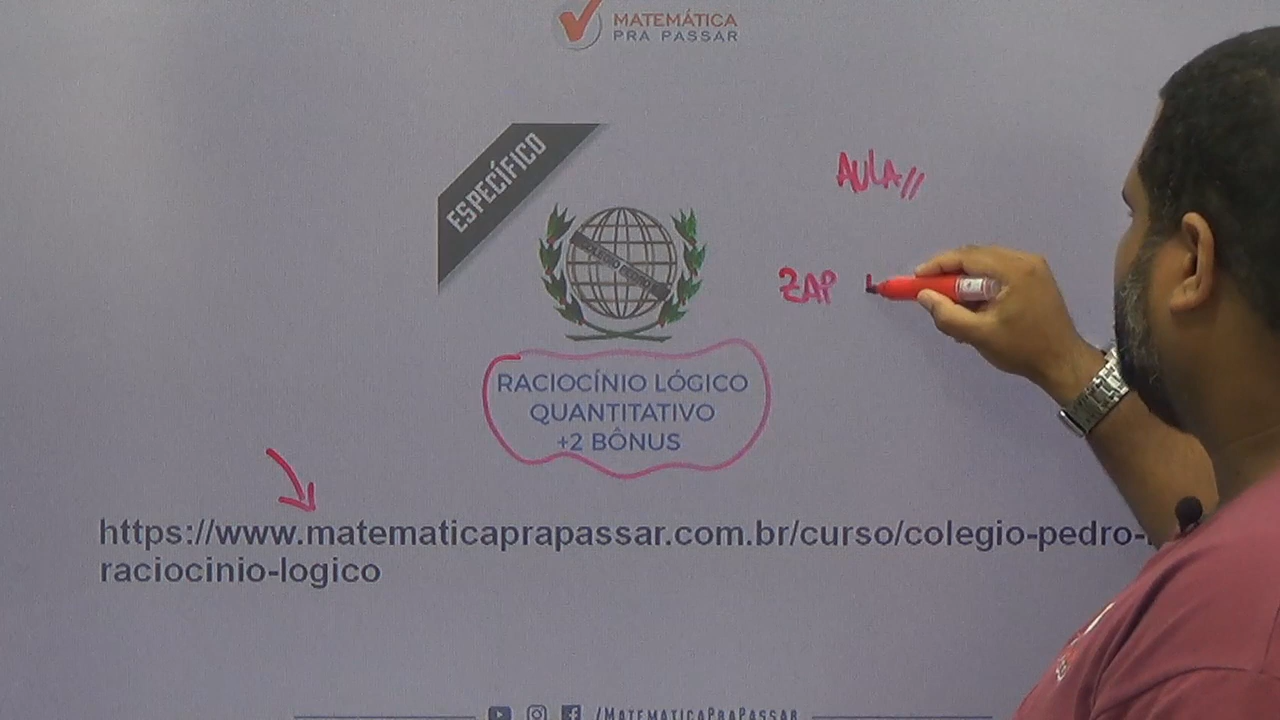 MATEMÁTICA
PRA PASSAR
ESPECÍFICO
AULA
ZAP
RACIOCÍNIO LÓGICO
QUANTITATIVO
+2 BÔNUS
https://www.matematicaprapassar.com.br/curso/colegio-pedro-
raciocinio-logico
/MATEMATICAPRAPASSAR